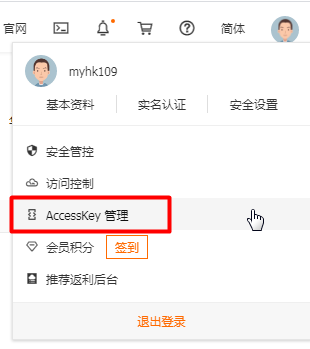 官网 简体
myhk109
基本资料 实名认证 安全设置
安全管控
访问控制
AccessKey 管理
会员积分 签到
推荐返利后台
退出登录